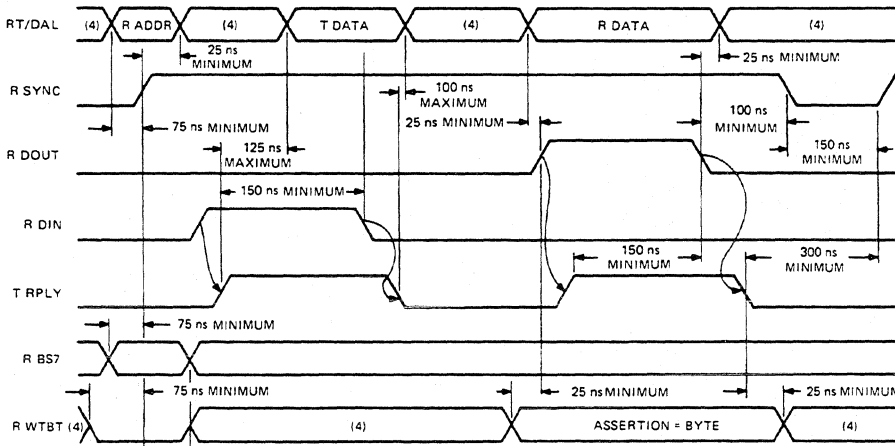 RT/DAL (4) R ADDR (4) T DATA (4) R DATA (4)
25 ns
MINIMUM
25 ns
MINIMUM
R SYNC
100 ns
MAXIMUM
75 ns MINIMUM
25 ns MINIMUM
100 ns
MINIMUM
R DOUT
125 ns
MAXIMUM
150 ns
MINIMUM
150 ns MINIMUM
R DIN
150 ns
MINIMUM
300 ns
MINIMUM
T RPLY
75 ns MINIMUM
R BS7
75 ns MINIMUM
25 ns MINIMUM
25 ns MINIMUM
R WTBT (4) (4) ASSERTION = BYTE (4)